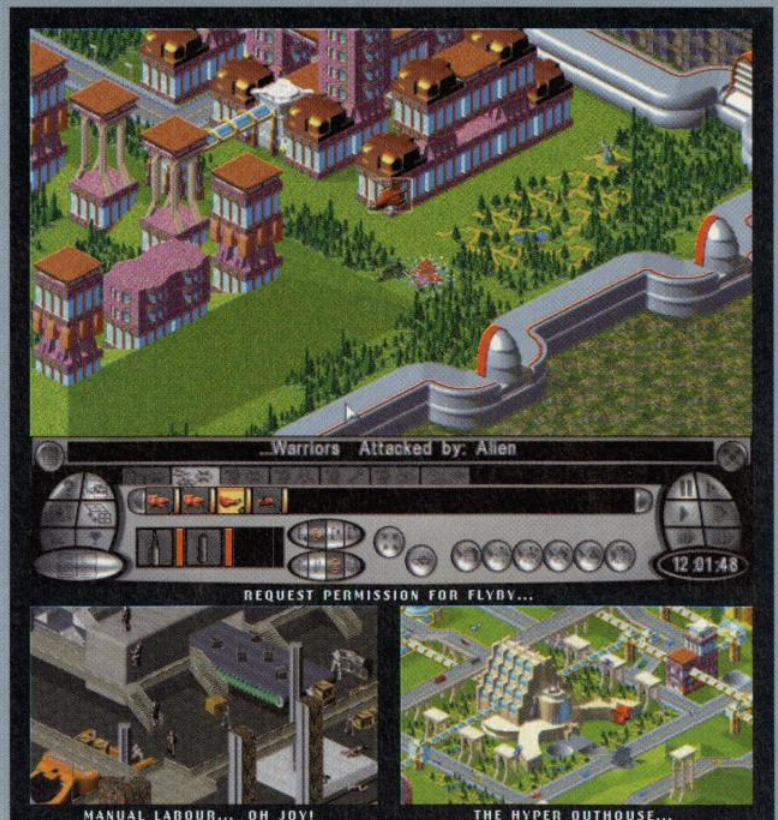 ...Warriors Attacked by: Alien
12:01:48
REQUEST PERMISSION FOR FLYBY...
MANUAL LABOUR... OH JOY!
THE HYPER OUTHOUSE...